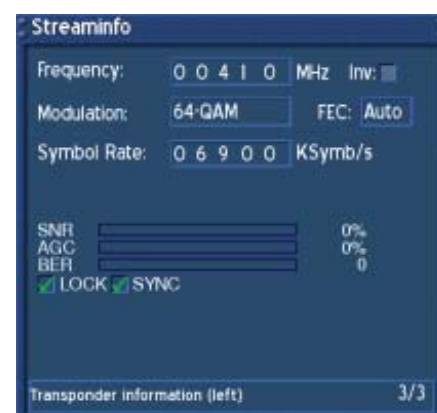 Streaminfo
Frequency: 0 0 4 1 0 MHz Inv:
Modulation: 64-QAM FEC: Auto
Symbol Rate: 0 6 9 0 0 KSymb/s
SNR 0%
AGC 0%
BER 0
LOCK SYNC
Transponder information (left) 3/3